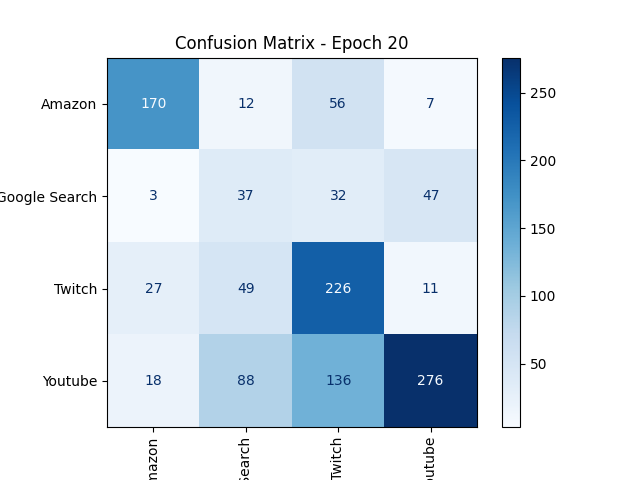 Confusion Matrix - Epoch 20
Amazon 170 12 56 7
Google Search 3 37 32 47
Twitch 27 49 226 11
Youtube 18 88 136 276
mazon earch Twitch outube
250
200
150
100
50